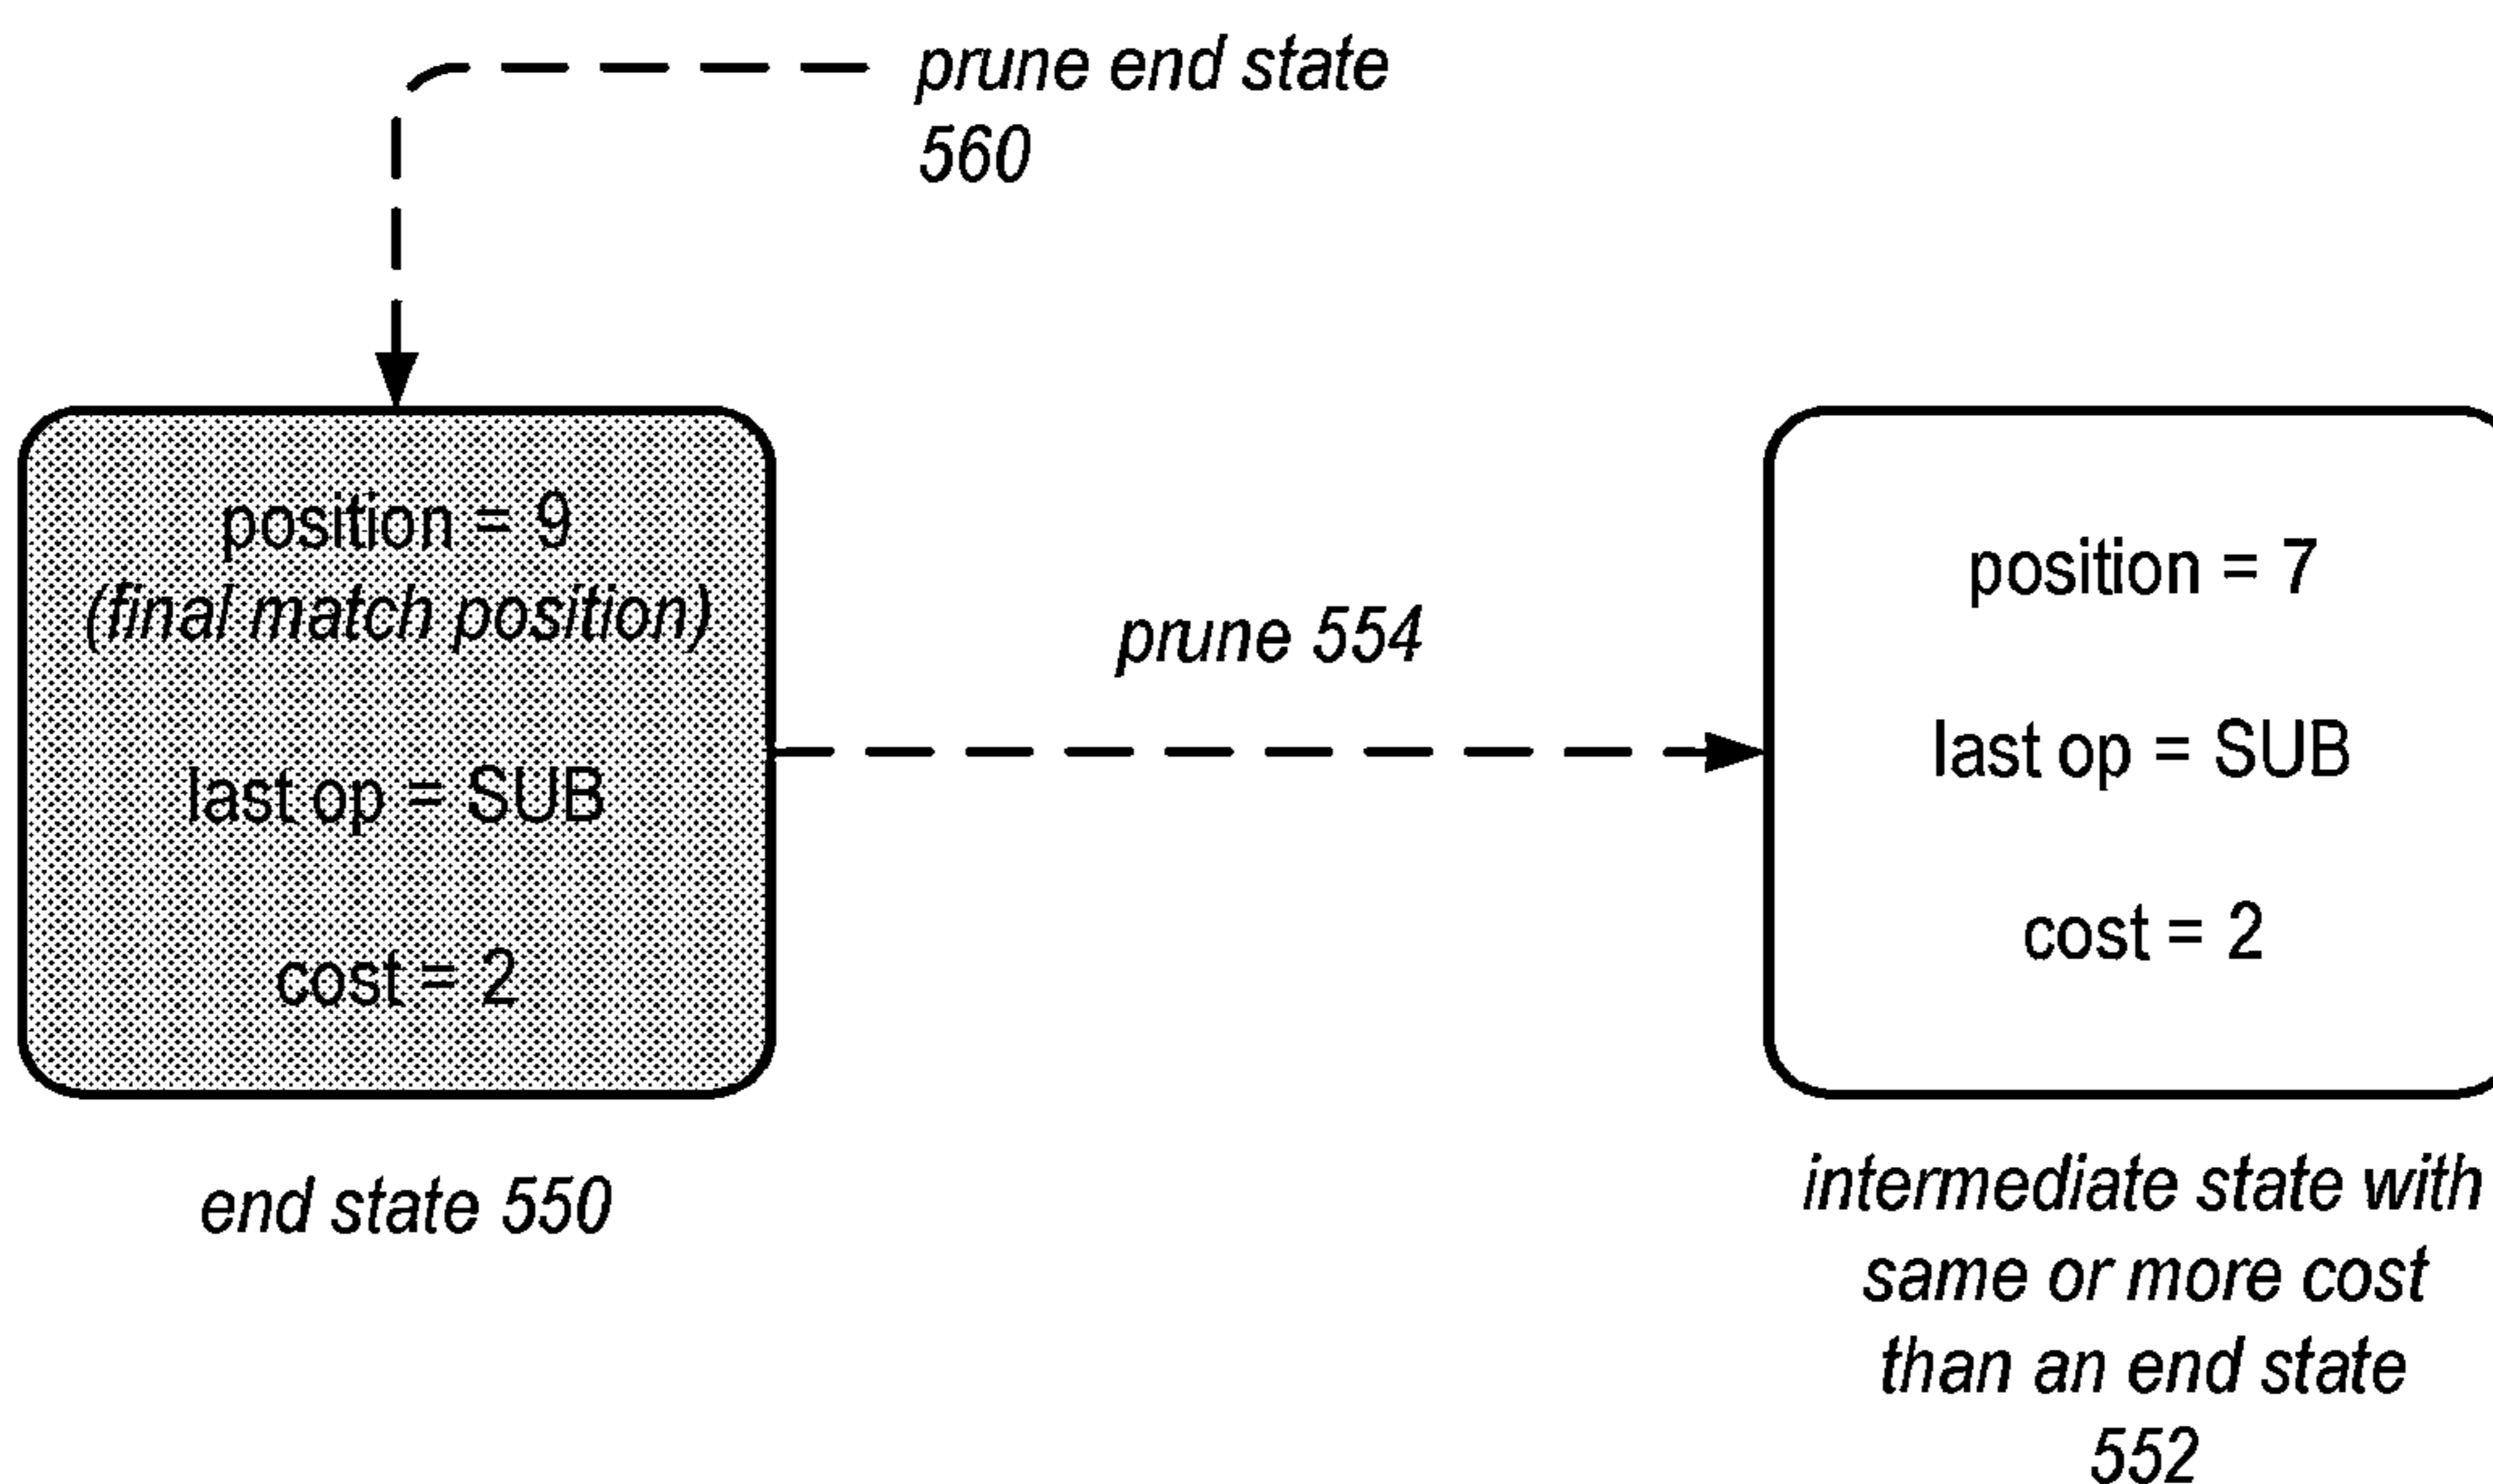 prune end state
560
position = 9
(final match position)
last op = SUB
cost = 2
end state 550
prune 554
position = 7
last op = SUB
cost = 2
intermediate state with
same or more cost
than an end state
552